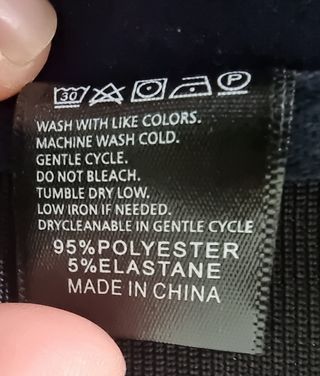 30 P
WASH WITH LIKE COLORS.
MACHINE WASH COLD.
GENTLE CYCLE.
DO NOT BLEACH.
TUMBLE DRY LOW.
LOW IRON IF NEEDED.
DRYCLEANABLE IN GENTLE CYCLE
95%POLYESTER
5%ELASTANE
MADE IN CHINA